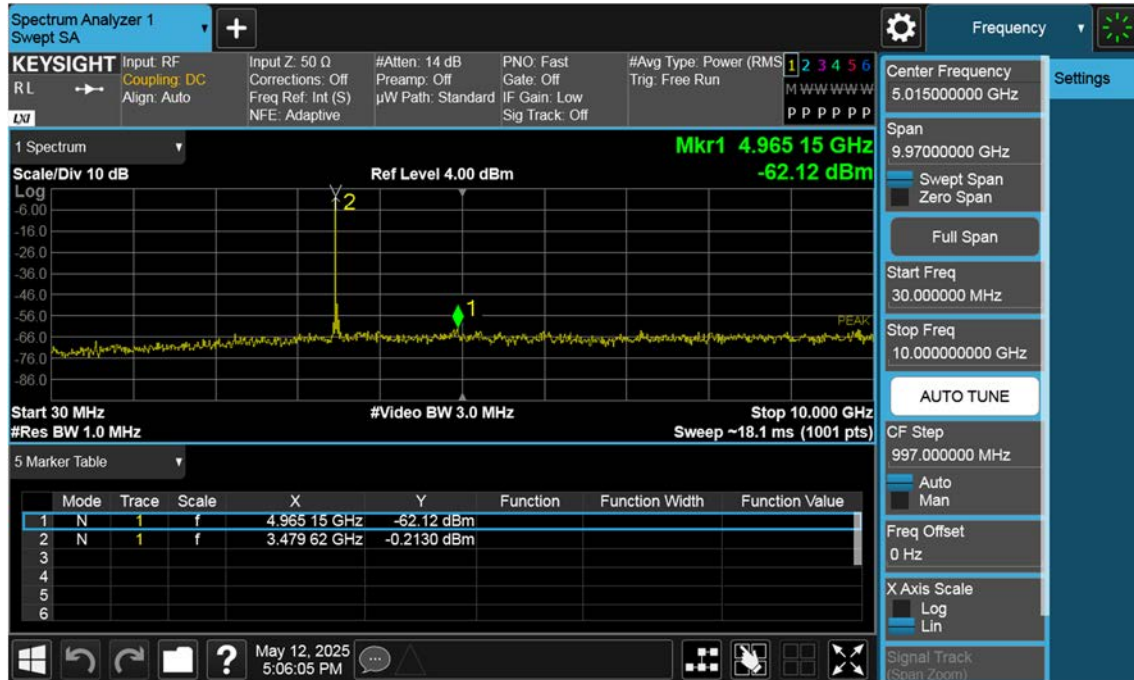 Spectrum Analyzer 1
Swept SA
Frequency
KEYSIGHT
RL
LXI
Input: RF
Coupling: DC
Align: Auto
Input Z: 50 Ω
Corrections: Off
Freq Ref: Int (S)
NFE: Adaptive
#Atten: 14 dB
Preamp: Off
µW Path: Standard
PNO: Fast
Gate: Off
IF Gain: Low
Sig Track: Off
#Avg Type: Power (RMS
Trig: Free Run
1 2 3 4 5 6
M W W W W W
P P P P P P
1 Spectrum
Mkr1 4.965 15 GHz
-62.12 dBm
Scale/Div 10 dB
Ref Level 4.00 dBm
Log
-6.00
-16.0
-26.0
-36.0
-46.0
-56.0
-66.0
-76.0
-86.0
2
1
PEAK
Start 30 MHz
#Video BW 3.0 MHz
Stop 10.000 GHz
#Res BW 1.0 MHz
Sweep ~18.1 ms (1001 pts)
5 Marker Table
Mode Trace Scale X Y Function Function Width Function Value
1 N 1 f 4.965 15 GHz -62.12 dBm
2 N 1 f 3.479 62 GHz -0.2130 dBm
3
4
5
6
May 12, 2025
5:06:05 PM
Center Frequency
5.015000000 GHz
Span
9.97000000 GHz
Swept Span
Zero Span
Full Span
Start Freq
30.000000 MHz
Stop Freq
10.000000000 GHz
AUTO TUNE
CF Step
997.000000 MHz
Auto
Man
Freq Offset
0 Hz
X Axis Scale
Log
Lin
Signal Track
(Span Zoom)
Settings